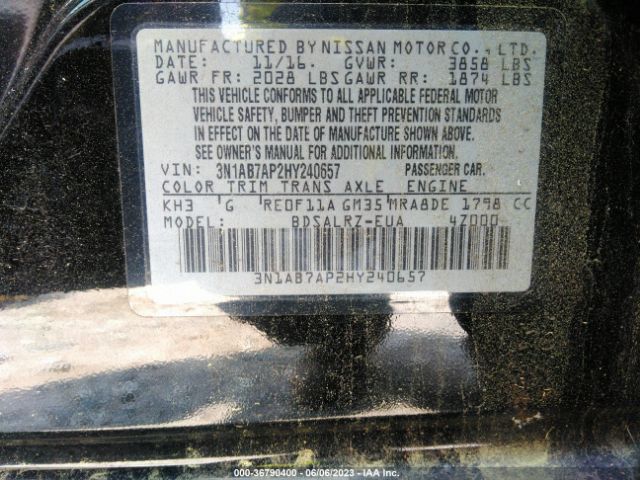 MANUFACTURED BY NISSAN MOTOR CO., LTD.
DATE: 11/16. GVWR: 3858 LBS
GAWR FR: 2028 LBS GAWR RR: 1874 LBS
THIS VEHICLE CONFORMS TO ALL APPLICABLE FEDERAL MOTOR
VEHICLE SAFETY, BUMPER AND THEFT PREVENTION STANDARDS
IN EFFECT ON THE DATE OF MANUFACTURE SHOWN ABOVE.
SEE OWNER'S MANUAL FOR ADDITIONAL INFORMATION.
VIN: 3N1AB7AP2HY240657 PASSENGER CAR.
COLOR TRIM TRANS AXLE ENGINE
KH3 G RE0F11A GM35 MRA8DE 1798 CC
BDSALRZ-EUA 4Z000
3N1AB7AP2HY240657
000-36790400 - 06/06/2023 - IAA Inc.